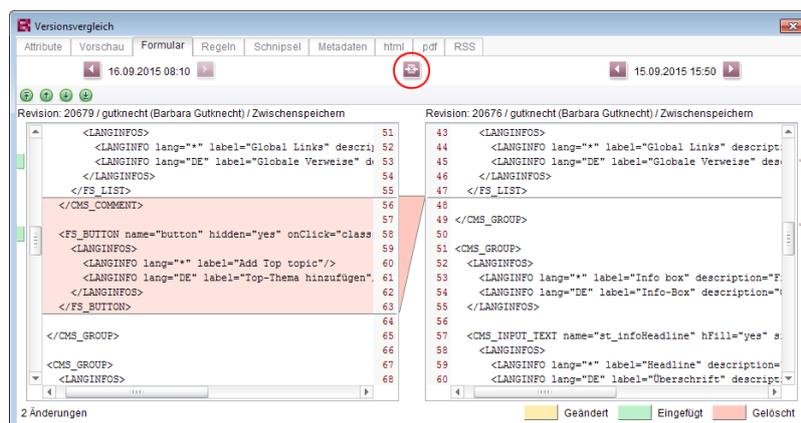 Versionsvergleich
Attribute Vorschau Formular Regeln Schnipsel Metadaten html pdf RSS
16.09.2015 08:10 15.09.2015 15:50
Revision: 20679 / gutknecht (Barbara Gutknecht) / Zwischenspeichern
<LANGINFOS> 51
<LANGINFO lang="*" label="Global Links" descrip 52
<LANGINFO lang="DE" label="Globale Verweise" d 53
</LANGINFOS> 54
</FS_LIST> 55
</CMS_COMMENT> 56
57
<FS_BUTTON name="button" hidden="yes" onClick="class 58
<LANGINFOS> 59
<LANGINFO lang="*" label="Add Top topic"/> 60
<LANGINFO lang="DE" label="Top-Thema hinzufügen" 61
</LANGINFOS> 62
</FS_BUTTON> 63
64
</CMS_GROUP> 65
66
<CMS_GROUP> 67
<LANGINFOS> 68
Revision: 20676 / gutknecht (Barbara Gutknecht) / Zwischenspeichern
43 <LANGINFOS>
44 <LANGINFO lang="*" label="Global Links" descript
45 <LANGINFO lang="DE" label="Globale Verweise" des
46 </LANGINFOS>
47 </FS_LIST>
48
49 </CMS_GROUP>
50
51 <CMS_GROUP>
52 <LANGINFOS>
53 <LANGINFO lang="*" label="Info box" description="F
54 <LANGINFO lang="DE" label="Info-Box" description="
55 </LANGINFOS>
56
57 <CMS_INPUT_TEXT name="st_infoHeadline" hFill="yes" s
58 <LANGINFOS>
59 <LANGINFO lang="*" label="Headline" description="
60 <LANGINFO lang="DE" label="Überschrift" descript
2 Änderungen Geändert Eingefügt Gelöscht